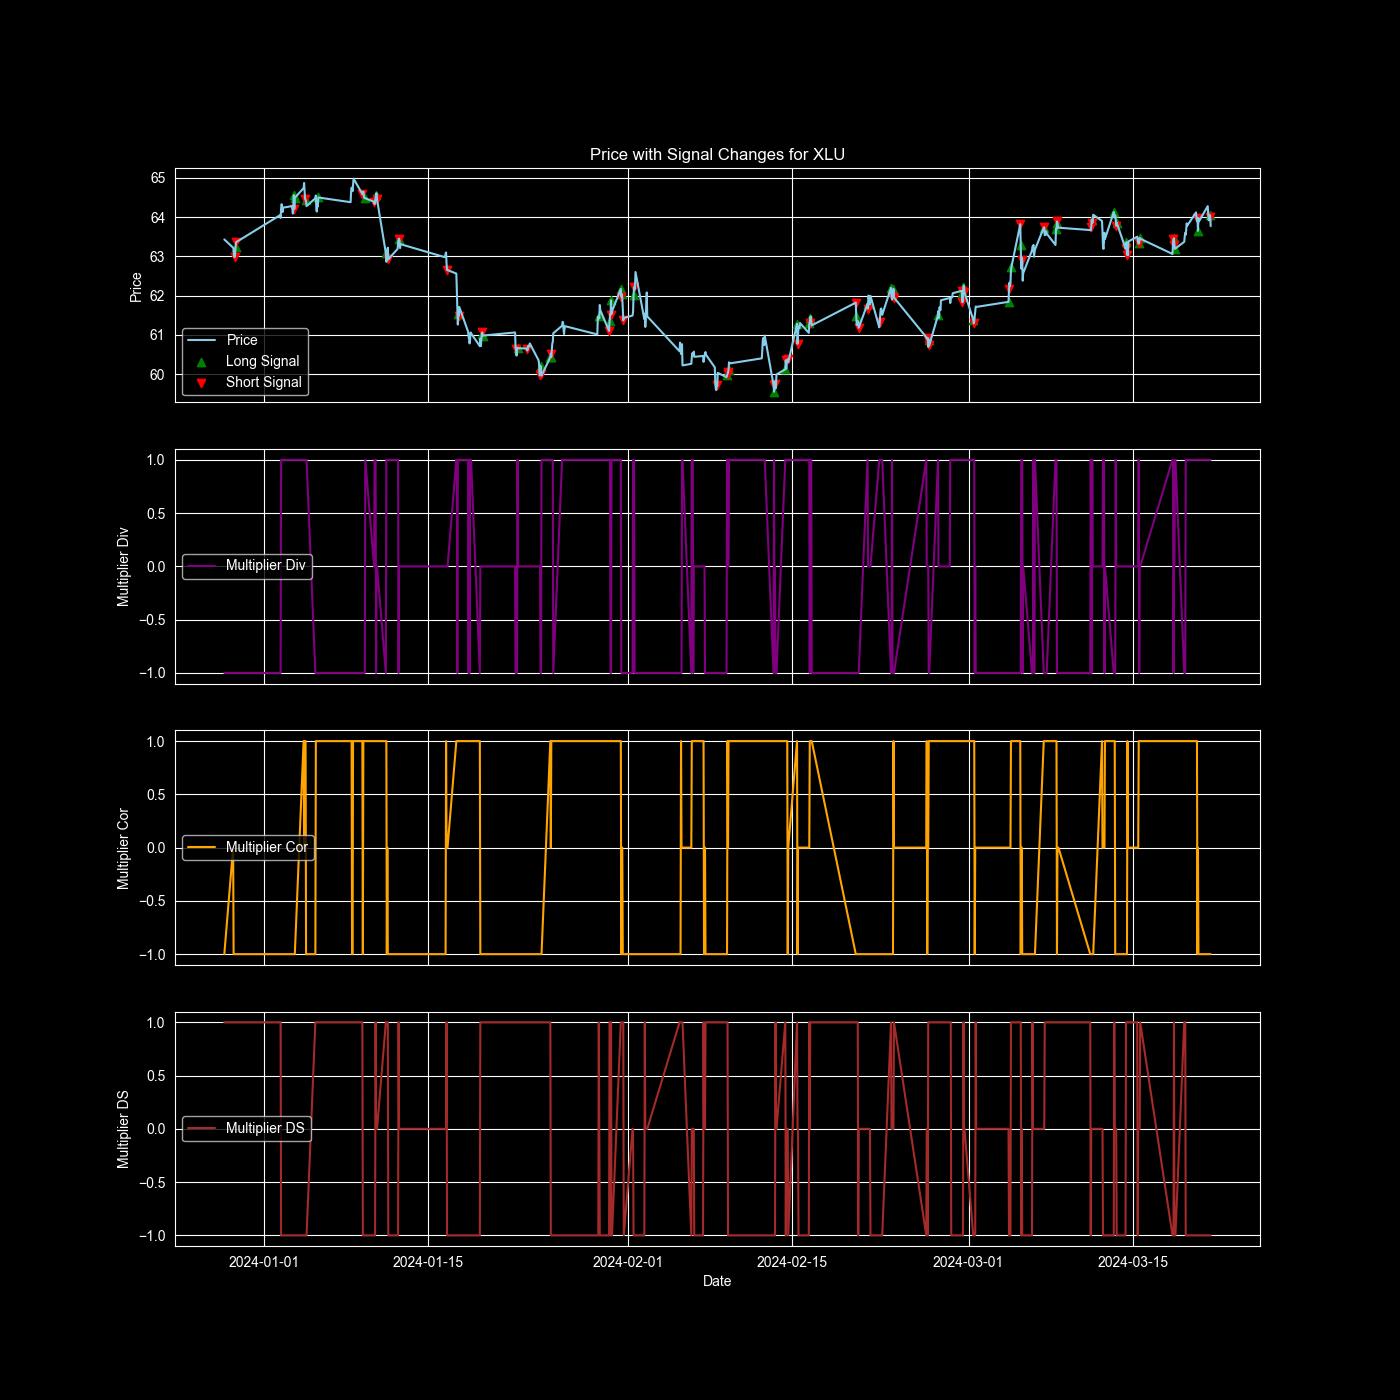 Price with Signal Changes for XLU
65
64
63
62
61
60
Price
Price
Long Signal
Short Signal
1.0
0.5
0.0
−0.5
−1.0
Multiplier Div
Multiplier Div
1.0
0.5
0.0
−0.5
−1.0
Multiplier Cor
Multiplier Cor
1.0
0.5
0.0
−0.5
−1.0
Multiplier DS
Multiplier DS
2024-01-01 2024-01-15 2024-02-01 2024-02-15 2024-03-01 2024-03-15
Date